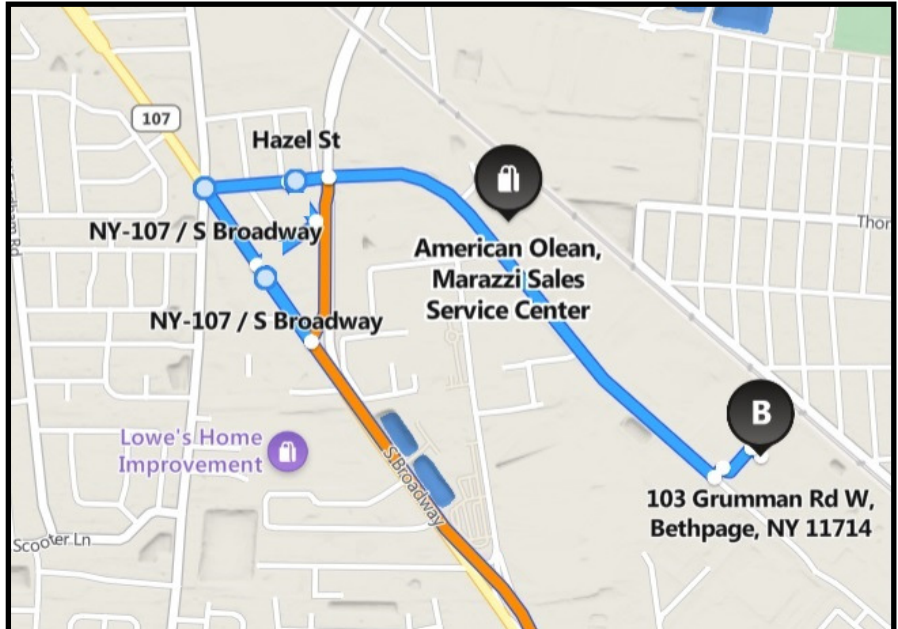 107
Hazel St
NY-107 / S Broadway
American Olean,
Marazzi Sales
Service Center
Thor
NY-107 / S Broadway
B
Lowe's Home
Improvement
S Broadway
103 Grumman Rd W,
Bethpage, NY 11714
Scooter Ln